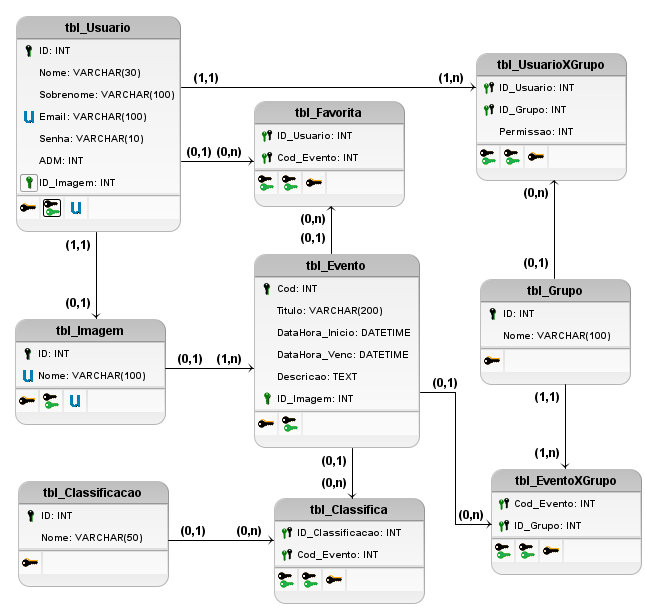 tbl_Usuario
ID: INT
Nome: VARCHAR(30)
Sobrenome: VARCHAR(100)
u Email: VARCHAR(100)
Senha: VARCHAR(10)
ADM: INT
ID_Imagem: INT
u
(1,1)
(1,n)
tbl_UsuarioXGrupo
ID_Usuario: INT
ID_Grupo: INT
Permissao: INT
tbl_Favorita
ID_Usuario: INT
Cod_Evento: INT
(0,1) (0,n)
(0,n)
(0,1)
(0,n)
(0,1)
(1,1)
(0,1)
tbl_Evento
Cod: INT
Titulo: VARCHAR(200)
DataHora_Inicio: DATETIME
DataHora_Venc: DATETIME
Descricao: TEXT
ID_Imagem: INT
tbl_Grupo
ID: INT
Nome: VARCHAR(100)
tbl_Imagem
ID: INT
u Nome: VARCHAR(100)
u
(0,1) (1,n)
(0,1)
(1,1)
(1,n)
(0,1)
(0,n)
(0,n)
tbl_EventoXGrupo
Cod_Evento: INT
ID_Grupo: INT
tbl_Classificacao
ID: INT
Nome: VARCHAR(50)
(0,1) (0,n)
tbl_Classifica
ID_Classificacao: INT
Cod_Evento: INT